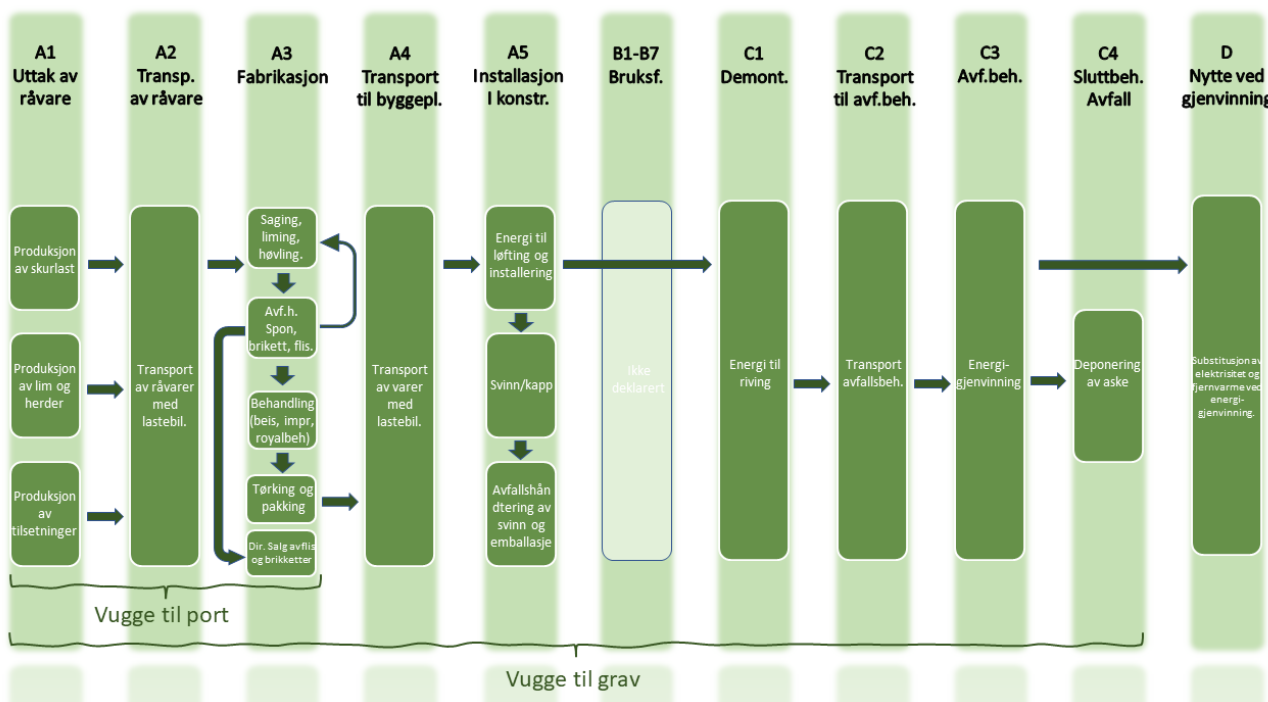 A1
Uttak av
råvare
A2
Transp.
av råvare
A3
Fabrikasjon
A4
Transport
til byggepl.
A5
Installasjon
I konstr.
B1-B7
Bruksf.
C1
Demont.
C2
Transport
til avf.beh.
C3
Avf.beh.
C4
Sluttbeh.
Avfall
D
Nytte ved
gjenvinning
Produksjon
av skurlast
Produksjon
av lim og
herder
Produksjon
av
tilsetninger
Transport
av råvarer
med
lastebil.
Saging,
liming,
høvling.
Avf.h.
Spon,
brikett, flis.
Behandling
(beis, impr,
royalbeh)
Tørking og
pakking
Dir. Salg av flis
og brikketter
Transport
av varer
med
lastebil.
Energi til
løfting og
installering
Svinn/kapp
Avfallshån
dtering av
svinn og
emballasje
Ikke
deklarert
Energi til
riving
Transport
avfallsbeh.
Energi-
gjenvinning
Deponering
av aske
Substitusjon av
elektrisitet og
fjernvarme ved
energi-
gjenvinning.
Vugge til port
Vugge til grav